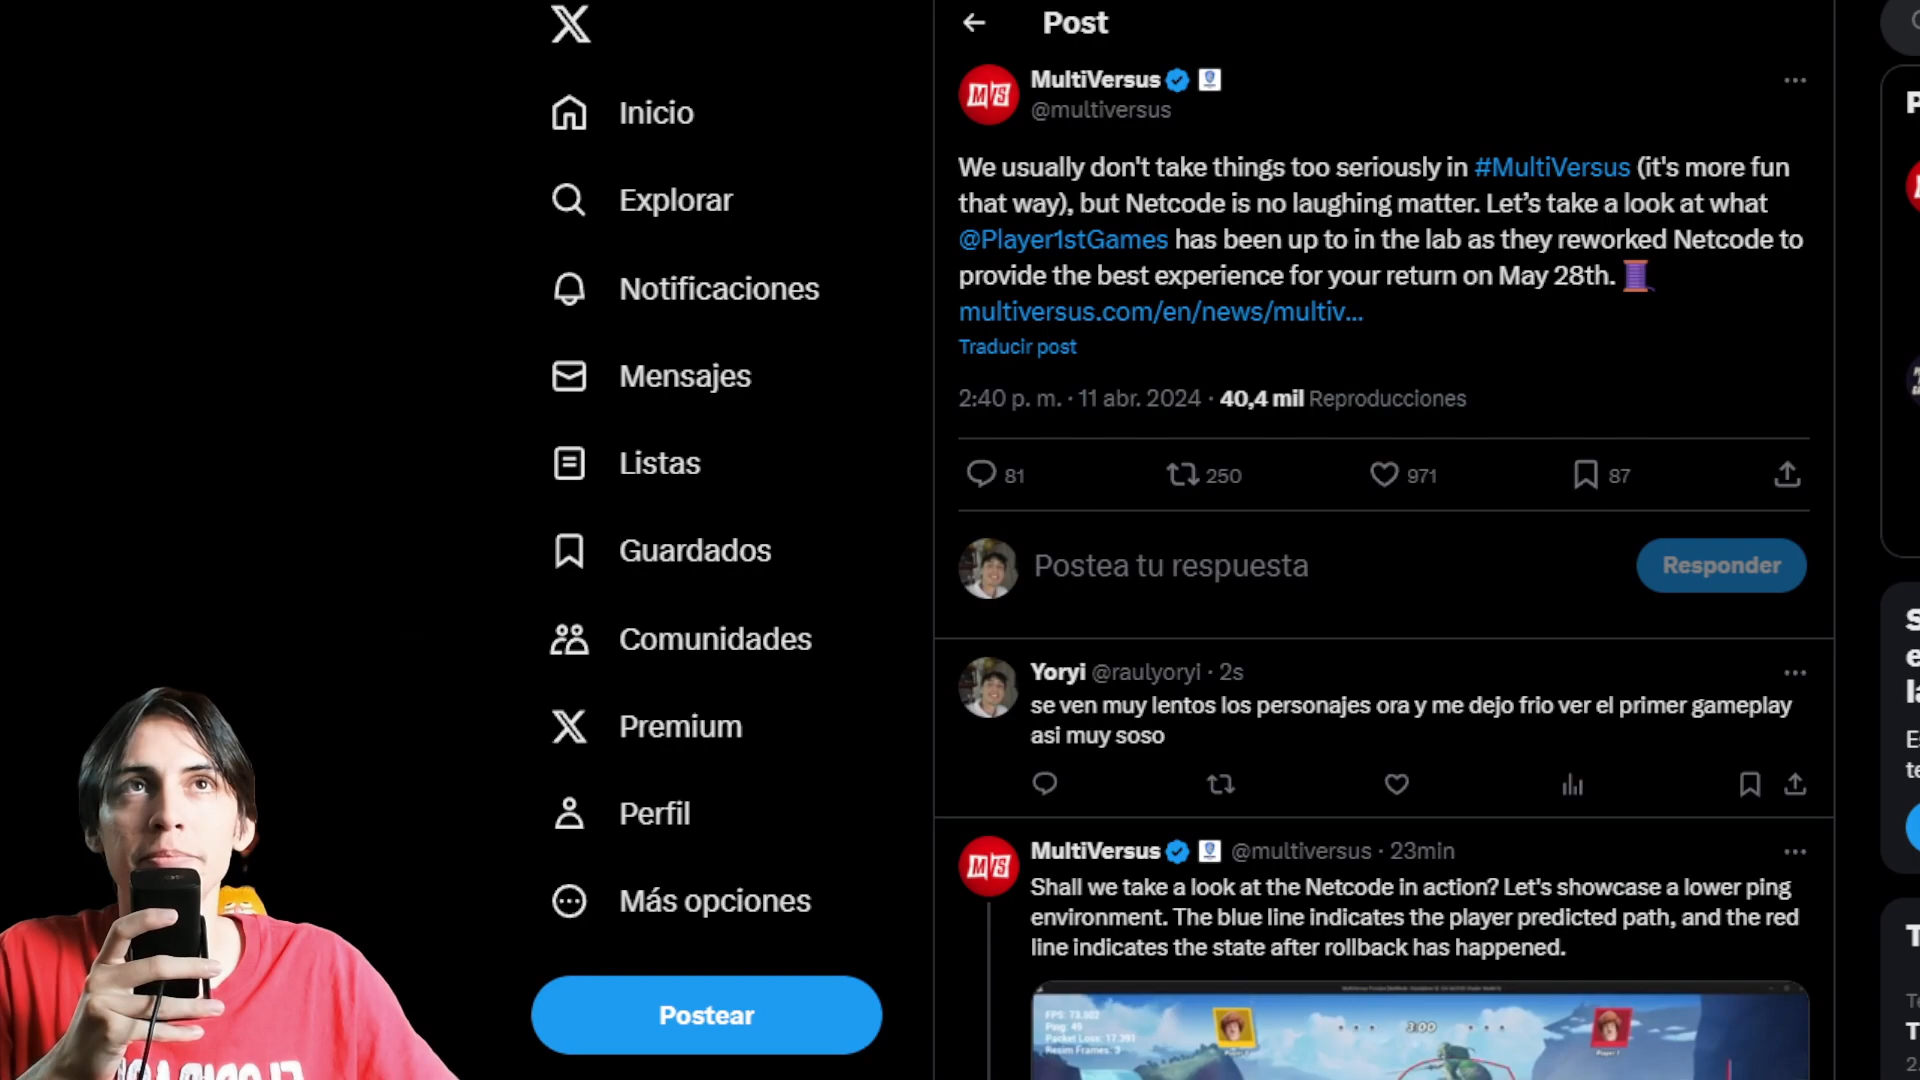 Inicio
Explorar
Notificaciones
Mensajes
Listas
Guardados
Comunidades
Premium
Perfil
Más opciones
Postear
Post
MultiVersus
@multiversus
We usually don't take things too seriously in #MultiVersus (it's more fun
that way), but Netcode is no laughing matter. Let’s take a look at what
@Player1stGames has been up to in the lab as they reworked Netcode to
provide the best experience for your return on May 28th. 🧵
multiversus.com/en/news/multiv...
Traducir post
2:40 p. m. · 11 abr. 2024 · 40,4 mil Reproducciones
81 250 971 87
Postea tu respuesta
Responder
Yoryi @raulyoryi · 2s
se ven muy lentos los personajes ora y me dejo frio ver el primer gameplay
asi muy soso
MultiVersus @multiversus · 23min
Shall we take a look at the Netcode in action? Let's showcase a lower ping
environment. The blue line indicates the player predicted path, and the red
line indicates the state after rollback has happened.
Ping: 49
3:00